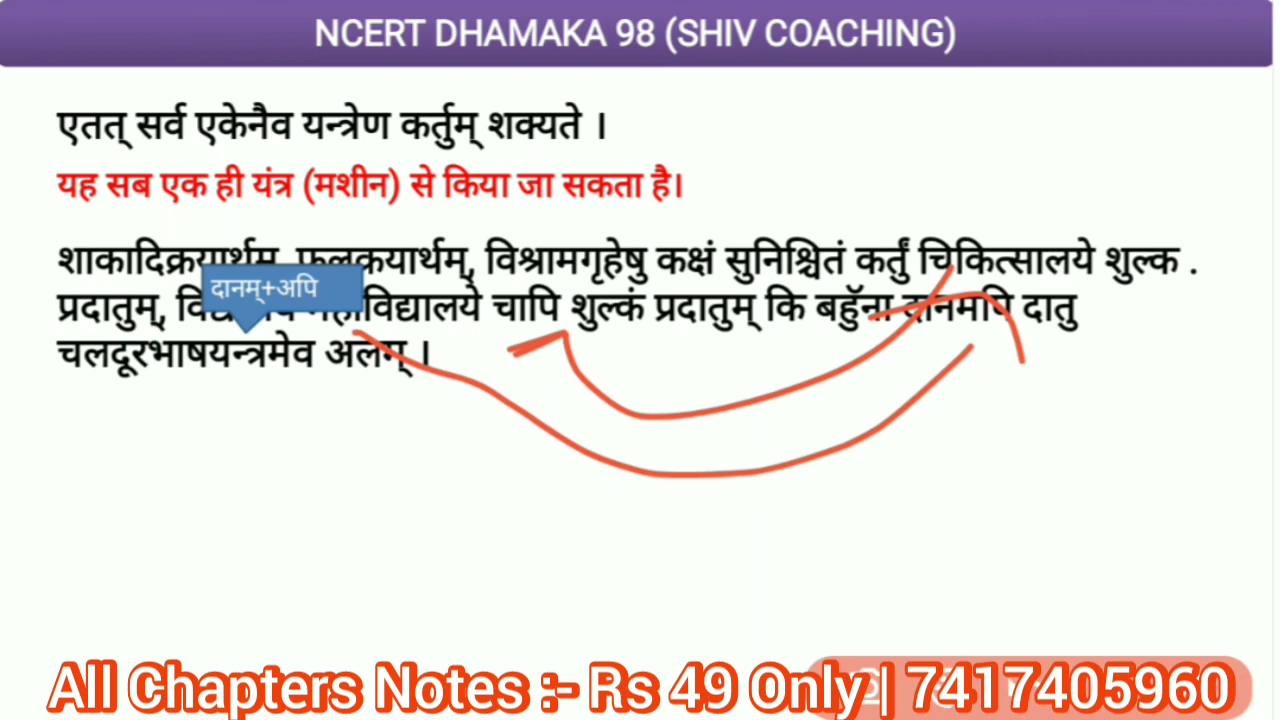 NCERT DHAMAKA 98 (SHIV COACHING)
एतत् सर्व एकेनैव यन्त्रेण कर्तुम् शक्यते ।
यह सब एक ही यंत्र (मशीन) से किया जा सकता है।
शाकादिक्रयार्थम्, फलक्रयार्थम्, विश्रामगृहेषु कक्षं सुनिश्चितं कर्तुं चिकित्सालये शुल्क .
दानम्+अपि
प्रदातुम्, महाविद्यालये चापि शुल्कं प्रदातुम् कि बहुॅना दानमपि दातु
चलदूरभाषयन्त्रमेव अलम् ।
All Chapters Notes :- Rs 49 Only | 7417405960